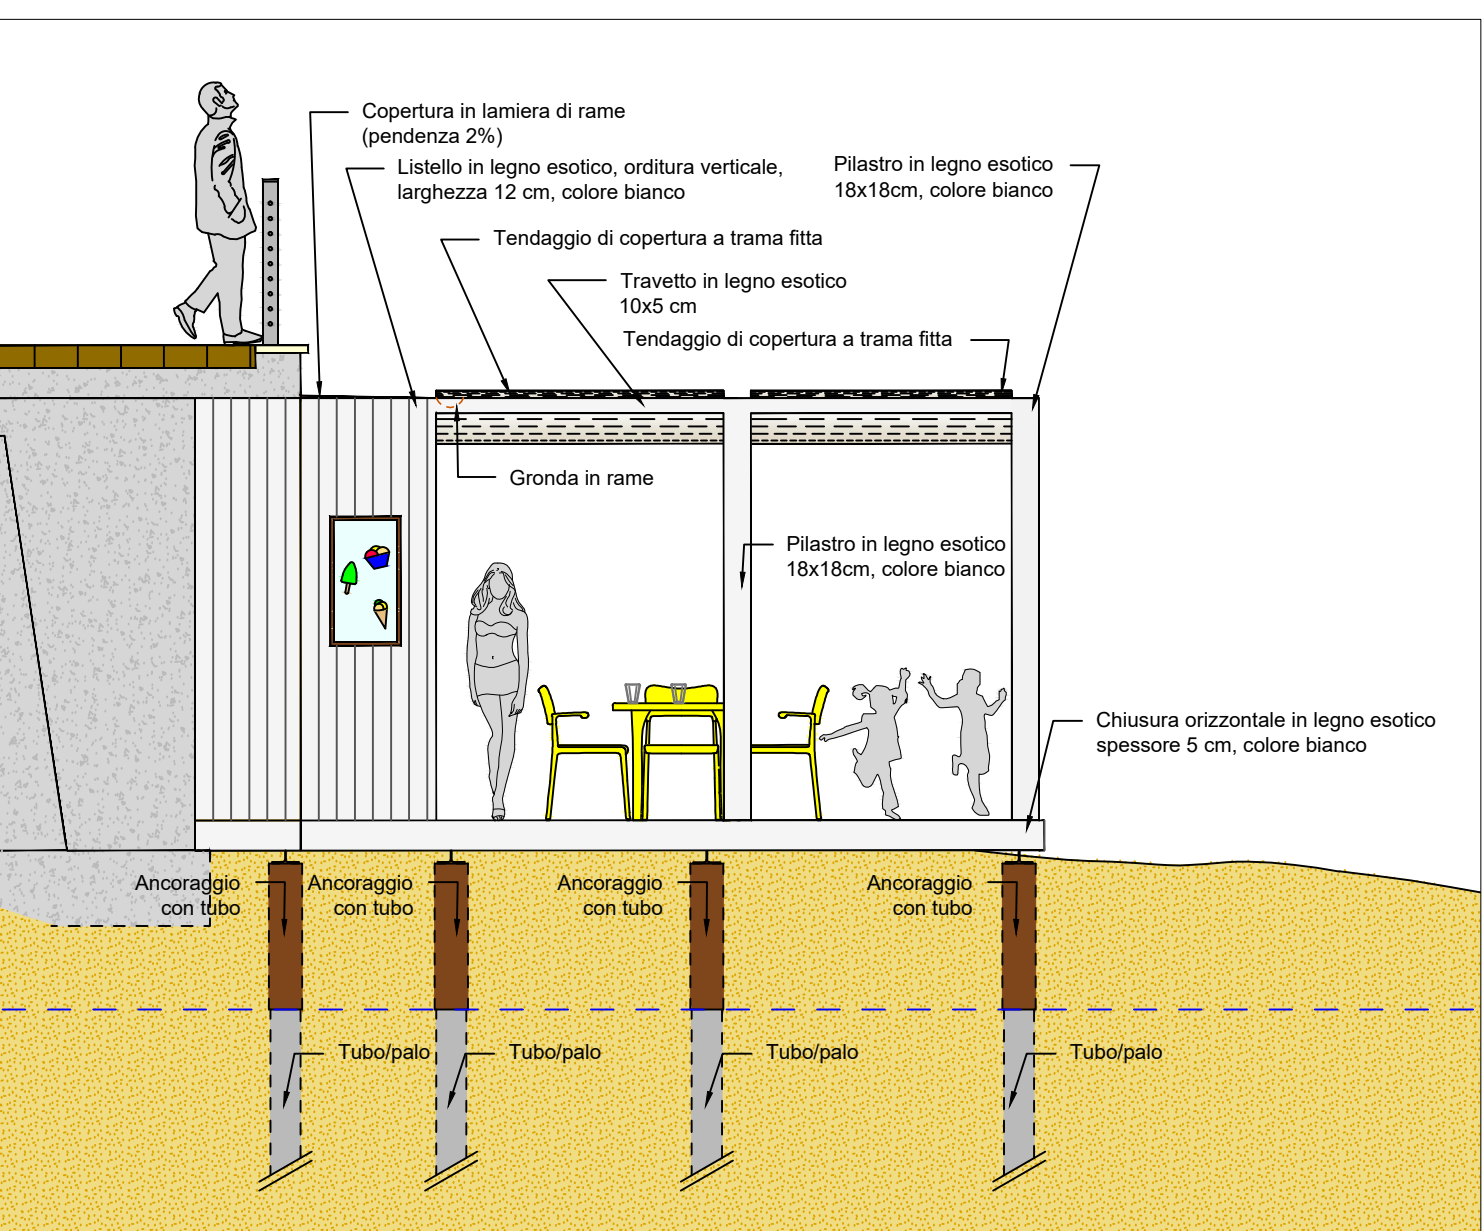 Copertura in lamiera di rame
(pendenza 2%)
Listello in legno esotico, orditura verticale,
larghezza 12 cm, colore bianco
Pilastro in legno esotico
18x18cm, colore bianco
Tendaggio di copertura a trama fitta
Travetto in legno esotico
10x5 cm
Tendaggio di copertura a trama fitta
Gronda in rame
Pilastro in legno esotico
18x18cm, colore bianco
Chiusura orizzontale in legno esotico
spessore 5 cm, colore bianco
Ancoraggio
con tubo
Ancoraggio
con tubo
Ancoraggio
con tubo
Ancoraggio
con tubo
Tubo/palo
Tubo/palo
Tubo/palo
Tubo/palo